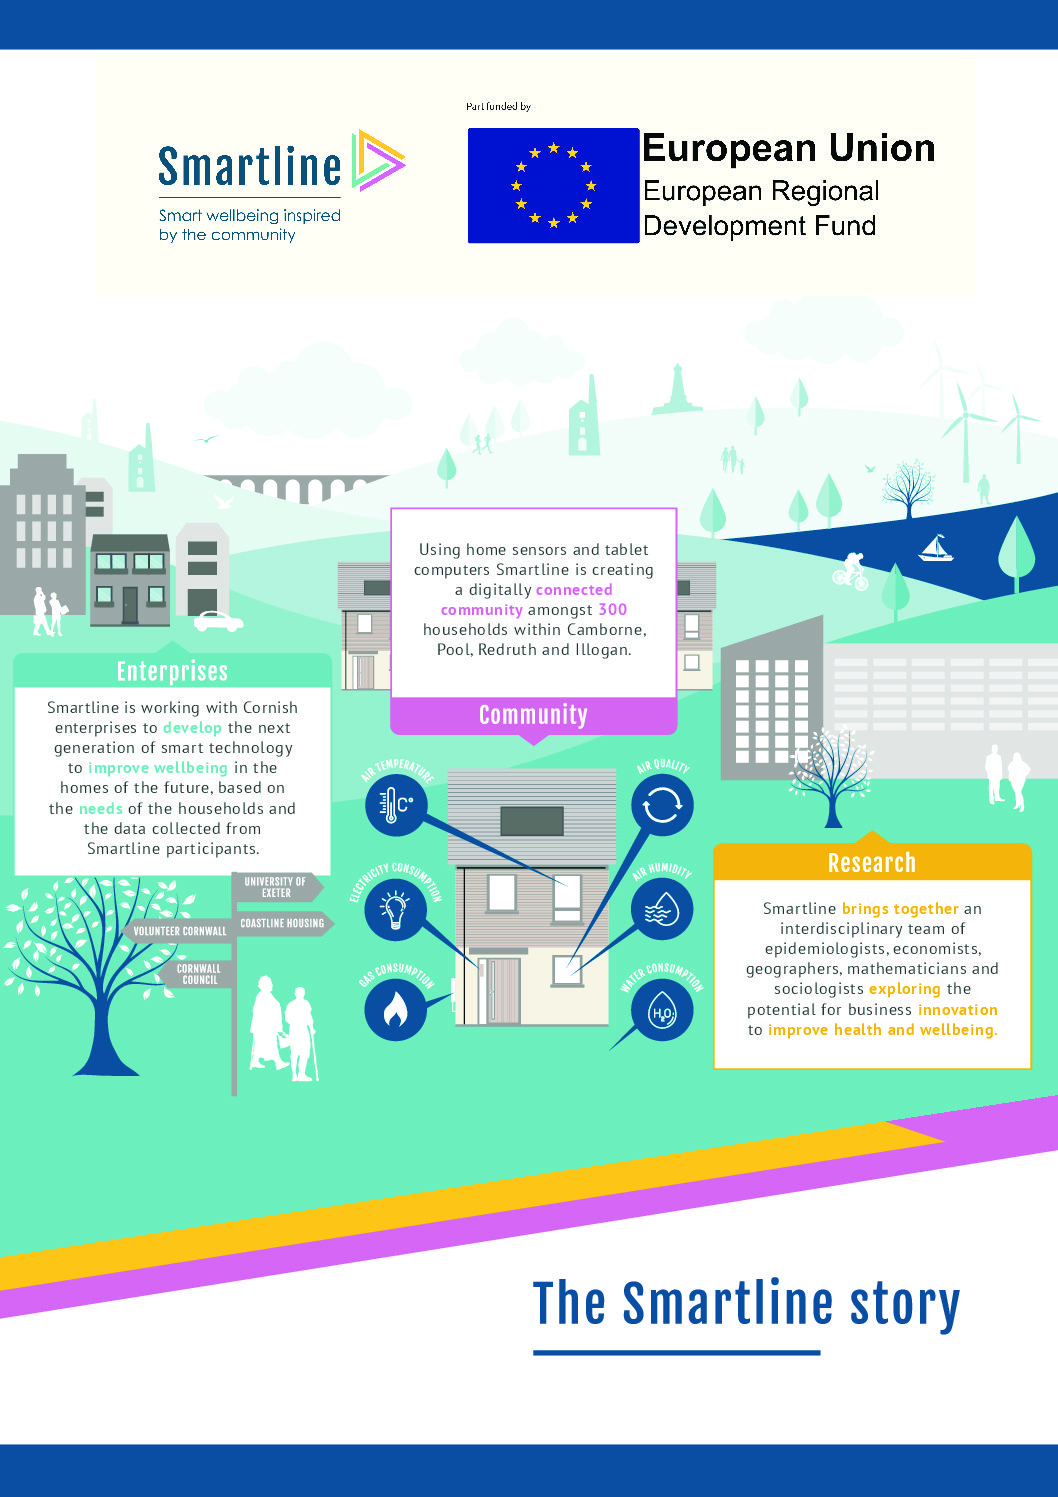 Part funded by
Smartline
Smart wellbeing inspired
by the community
European Union
European Regional
Development Fund
Using home sensors and tablet
computers Smartline is creating
a digitally connected
community amongst 300
households within Camborne,
Pool, Redruth and Illogan.
Community
Enterprises
Smartline is working with Cornish
enterprises to develop the next
generation of smart technology
to improve wellbeing in the
homes of the future, based on
the needs of the households and
the data collected from
Smartline participants.
AIR TEMPERATURE
C°
AIR QUALITY
ELECTRICITY CONSUMPTION
AIR HUMIDITY
GAS CONSUMPTION
WATER CONSUMPTION
H₂O
UNIVERSITY OF
EXETER
COASTLINE HOUSING
VOLUNTEER CORNWALL
CORNWALL
COUNCIL
Research
Smartline brings together an
interdisciplinary team of
epidemiologists, economists,
geographers, mathematicians and
sociologists exploring the
potential for business innovation
to improve health and wellbeing.
The Smartline story